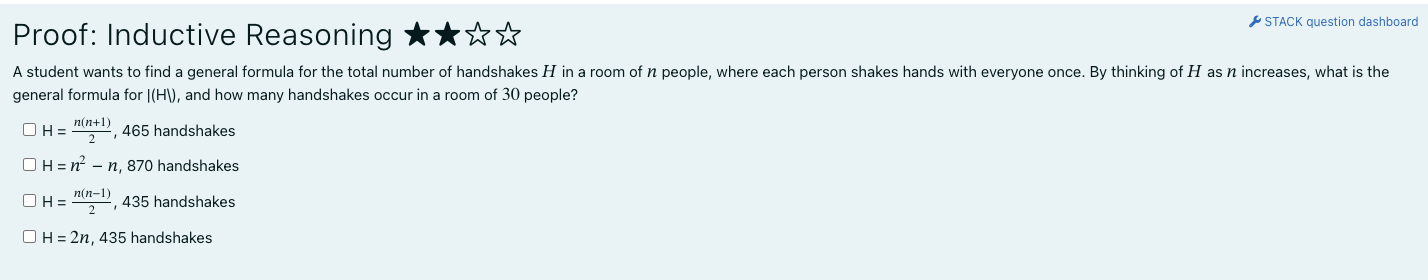 STACK question dashboard
Proof: Inductive Reasoning ★★☆☆
A student wants to find a general formula for the total number of handshakes H in a room of n people, where each person shakes hands with everyone once. By thinking of H as n increases, what is the
general formula for |(H\), and how many handshakes occur in a room of 30 people?
H = n(n+1)/2, 465 handshakes
H = n² − n, 870 handshakes
H = n(n−1)/2, 435 handshakes
H = 2n, 435 handshakes